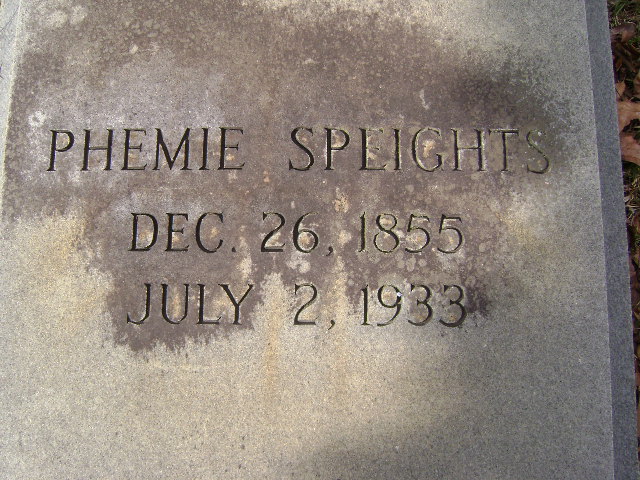 PHEMIE SPEIGHTS
DEC. 26, 1855
JULY 2, 1933